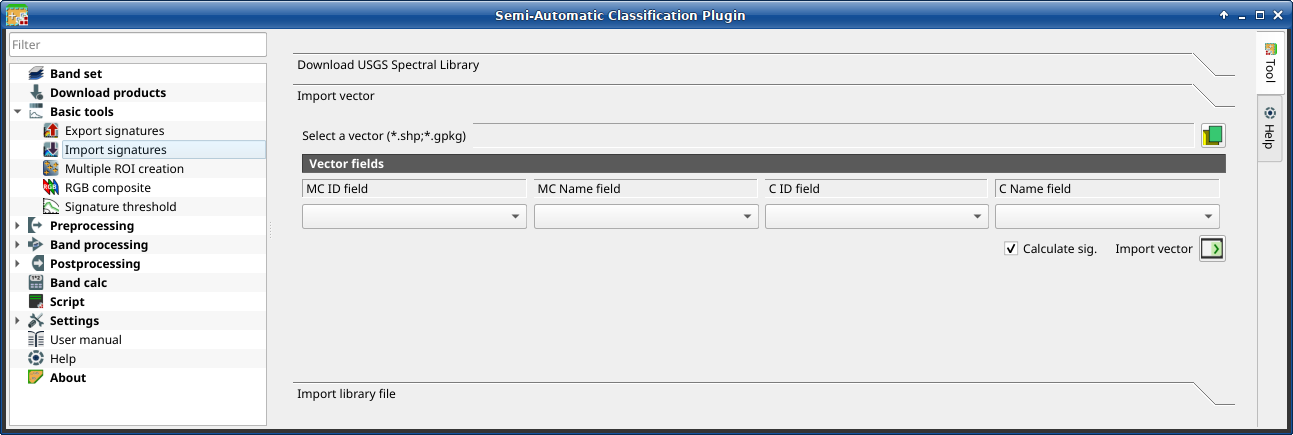 Semi-Automatic Classification Plugin
Filter
Band set
Download products
Basic tools
Export signatures
Import signatures
Multiple ROI creation
RGB composite
Signature threshold
Preprocessing
Band processing
Postprocessing
Band calc
Script
Settings
User manual
Help
About
Download USGS Spectral Library
Import vector
Select a vector (*.shp;*.gpkg)
Vector fields
MC ID field MC Name field C ID field C Name field
Calculate sig. Import vector
Import library file
Tool
Help